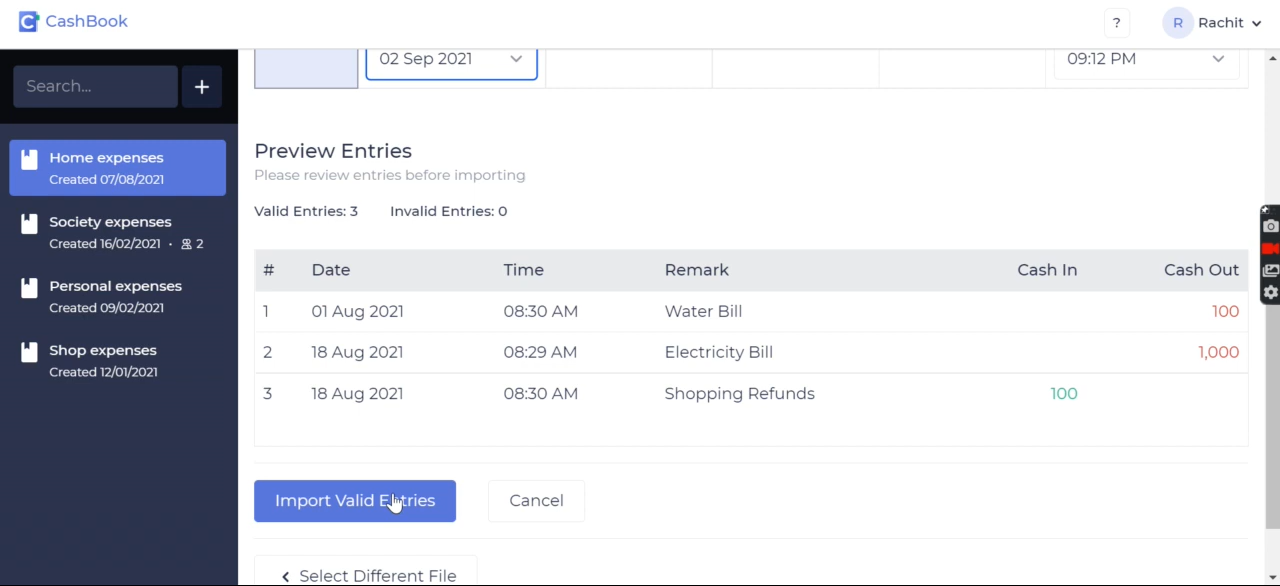 CashBook
?
R Rachit
Search...
+
Home expenses
Created 07/08/2021
Society expenses
Created 16/02/2021 · 2
Personal expenses
Created 09/02/2021
Shop expenses
Created 12/01/2021
02 Sep 2021
09:12 PM
Preview Entries
Please review entries before importing
Valid Entries: 3 Invalid Entries: 0
# Date Time Remark Cash In Cash Out
1 01 Aug 2021 08:30 AM Water Bill 100
2 18 Aug 2021 08:29 AM Electricity Bill 1,000
3 18 Aug 2021 08:30 AM Shopping Refunds 100
Import Valid Entries
Cancel
Select Different File